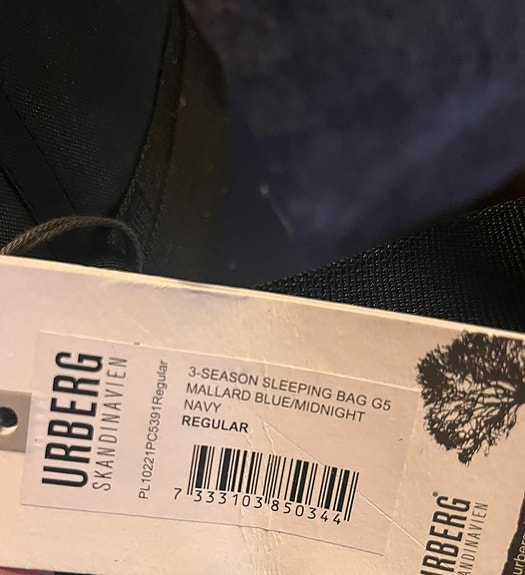 URBERG
SKANDINAVIEN
PL10221PC5391Regular
3-SEASON SLEEPING BAG G5
MALLARD BLUE/MIDNIGHT
NAVY
REGULAR
7 333103 850344
URBERG
SKANDINAVIEN